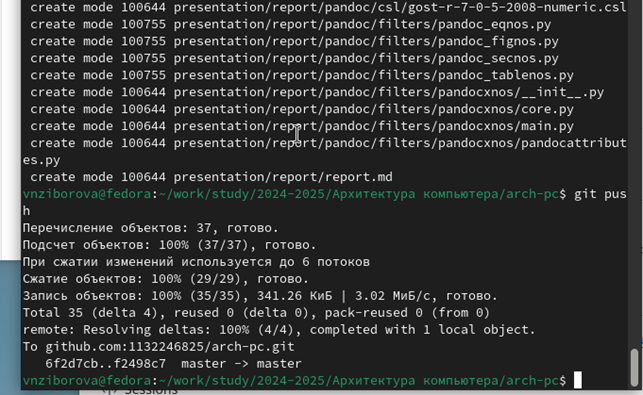 create mode 100644 presentation/report/pandoc/csl/gost-r-7-0-5-2008-numeric.csl
create mode 100755 presentation/report/pandoc/filters/pandoc_eqnos.py
create mode 100755 presentation/report/pandoc/filters/pandoc_fignos.py
create mode 100755 presentation/report/pandoc/filters/pandoc_secnos.py
create mode 100755 presentation/report/pandoc/filters/pandoc_tablenos.py
create mode 100644 presentation/report/pandoc/filters/pandocxnos/__init__.py
create mode 100644 presentation/report/pandoc/filters/pandocxnos/core.py
create mode 100644 presentation/report/pandoc/filters/pandocxnos/main.py
create mode 100644 presentation/report/pandoc/filters/pandocxnos/pandocattribut
es.py
create mode 100644 presentation/report/report.md
vnziborova@fedora:~/work/study/2024-2025/Архитектура компьютера/arch-pc$ git pus
h
Перечисление объектов: 37, готово.
Подсчет объектов: 100% (37/37), готово.
При сжатии изменений используется до 6 потоков
Сжатие объектов: 100% (29/29), готово.
Запись объектов: 100% (35/35), 341.26 КиБ | 3.02 МиБ/с, готово.
Total 35 (delta 4), reused 0 (delta 0), pack-reused 0 (from 0)
remote: Resolving deltas: 100% (4/4), completed with 1 local object.
To github.com:1132246825/arch-pc.git
6f2d7cb..f2498c7  master -> master
vnziborova@fedora:~/work/study/2024-2025/Архитектура компьютера/arch-pc$
Sessions